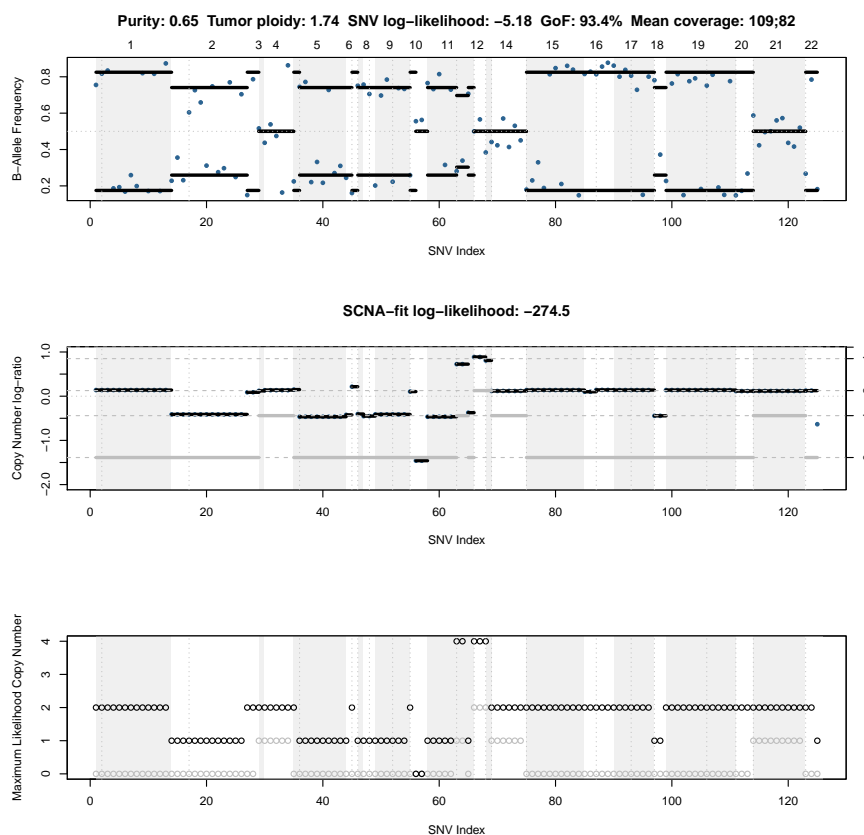 Purity: 0.65 Tumor ploidy: 1.74 SNV log−likelihood: −5.18 GoF: 93.4% Mean coverage: 109;82
1 2 3 4 5 6 8 9 10 11 12 14 15 16 17 18 19 20 21 22
B−Allele Frequency
0.8
0.6
0.4
0.2
0 20 40 60 80 100 120
SNV Index
SCNA−fit log−likelihood: −274.5
Copy Number log−ratio
1.0
0.0
−1.0
−2.0
0 20 40 60 80 100 120
SNV Index
Maximum Likelihood Copy Number
4
3
2
1
0
0 20 40 60 80 100 120
SNV Index